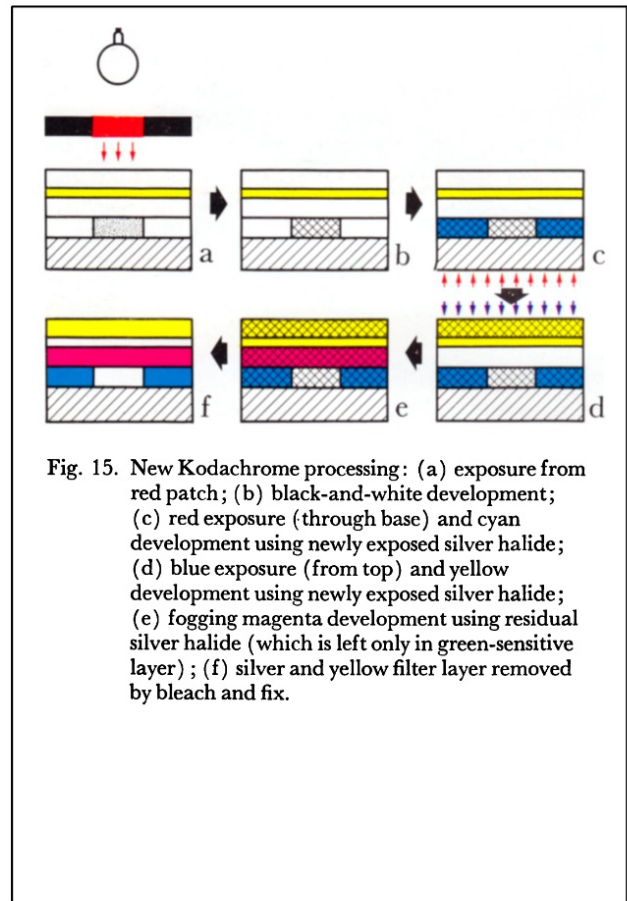 a
b
c
f
e
d
Fig. 15. New Kodachrome processing: (a) exposure from
red patch; (b) black-and-white development;
(c) red exposure (through base) and cyan
development using newly exposed silver halide;
(d) blue exposure (from top) and yellow
development using newly exposed silver halide;
(e) fogging magenta development using residual
silver halide (which is left only in green-sensitive
layer) ; (f) silver and yellow filter layer removed
by bleach and fix.